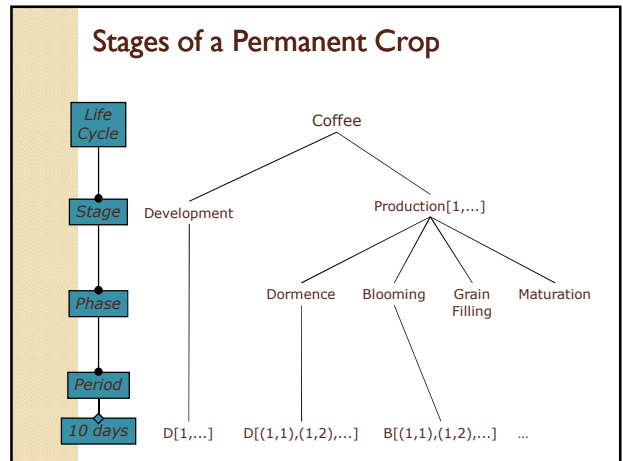 Stages of a Permanent Crop
Life
Cycle
Coffee
Stage
Development
Production[1,...]
Phase
Dormence
Blooming
Grain
Filling
Maturation
Period
10 days
D[1,...]
D[(1,1),(1,2),...]
B[(1,1),(1,2),...]
...